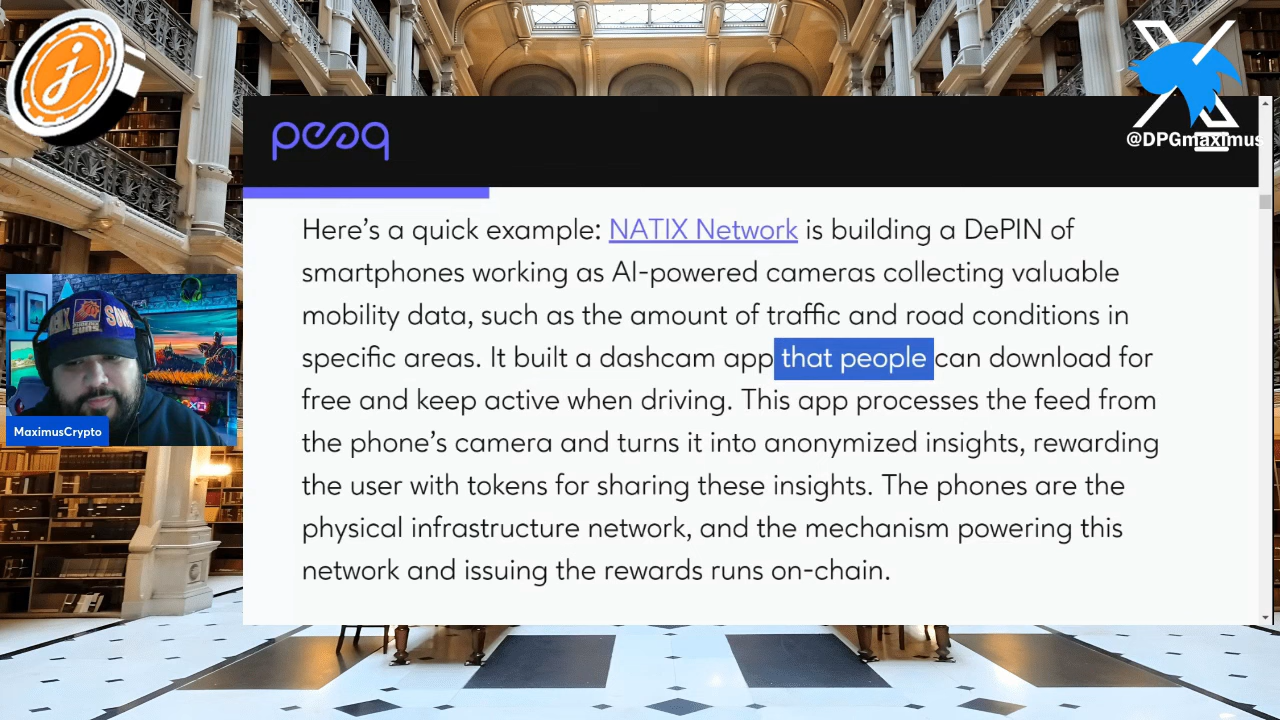 peaq
@DPGmaximus
Here's a quick example: NATIX Network is building a DePIN of
smartphones working as AI-powered cameras collecting valuable
mobility data, such as the amount of traffic and road conditions in
specific areas. It built a dashcam app that people can download for
free and keep active when driving. This app processes the feed from
the phone's camera and turns it into anonymized insights, rewarding
the user with tokens for sharing these insights. The phones are the
physical infrastructure network, and the mechanism powering this
network and issuing the rewards runs on-chain.
SUNS
MaximusCrypto